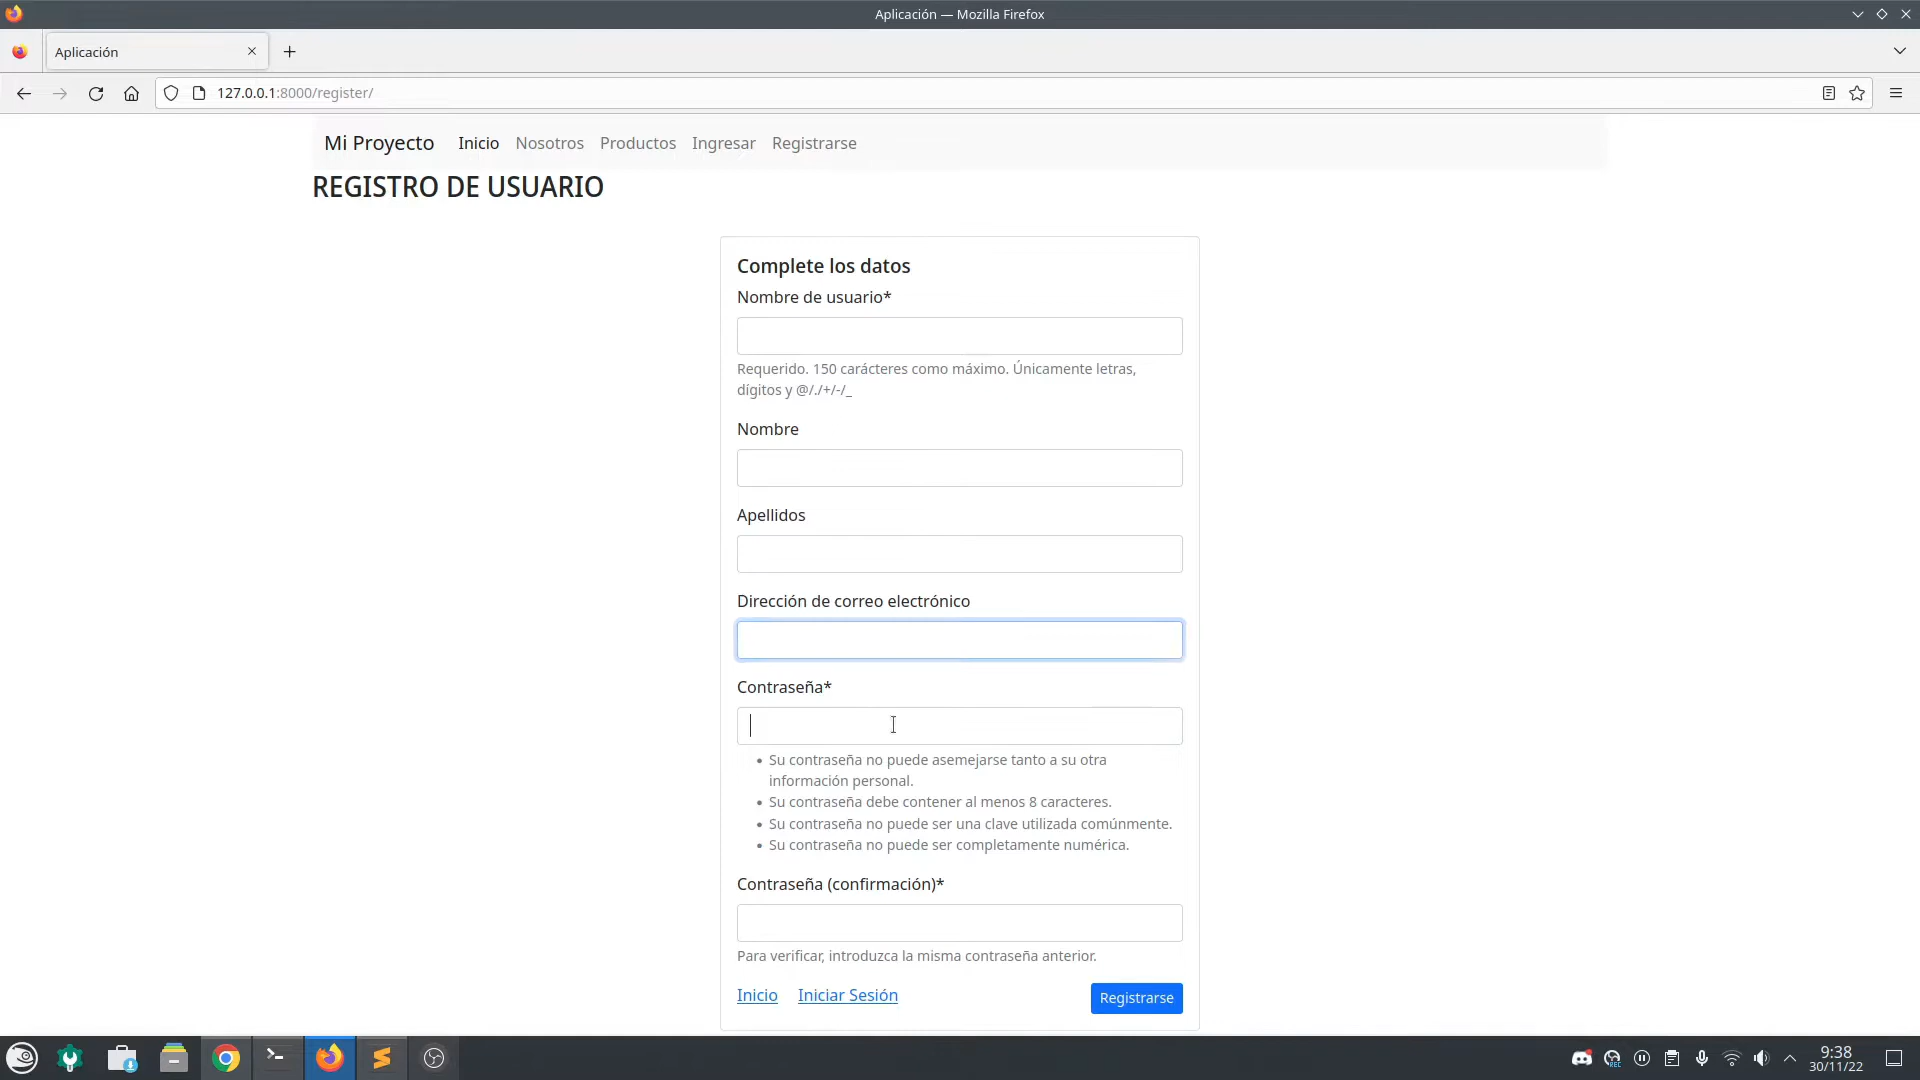 Aplicación — Mozilla Firefox
Aplicación
127.0.0.1:8000/register/
Mi Proyecto Inicio Nosotros Productos Ingresar Registrarse
REGISTRO DE USUARIO
Complete los datos
Nombre de usuario*
Requerido. 150 carácteres como máximo. Únicamente letras,
dígitos y @/./+/-/_
Nombre
Apellidos
Dirección de correo electrónico
Contraseña*
• Su contraseña no puede asemejarse tanto a su otra
información personal.
• Su contraseña debe contener al menos 8 caracteres.
• Su contraseña no puede ser una clave utilizada comúnmente.
• Su contraseña no puede ser completamente numérica.
Contraseña (confirmación)*
Para verificar, introduzca la misma contraseña anterior.
Inicio Iniciar Sesión Registrarse
REC
9:38
30/11/22